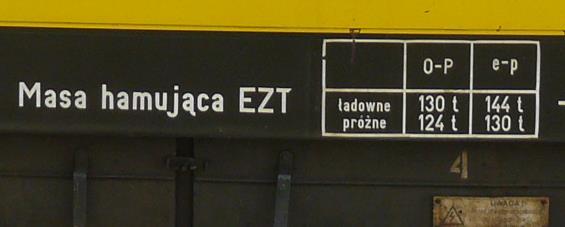 Masa hamująca EZT
O-P e-p
ładowne 130 t 144 t
próżne 124 t 130 t
4
UWAGA!